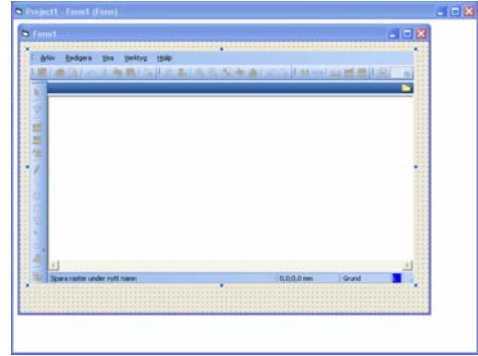 Project1 - Form1 (Form)
Form1
Arkiv Redigera Visa Verktyg Hjälp
Spara raster under nytt namn 0,0;0,0 mm Grund